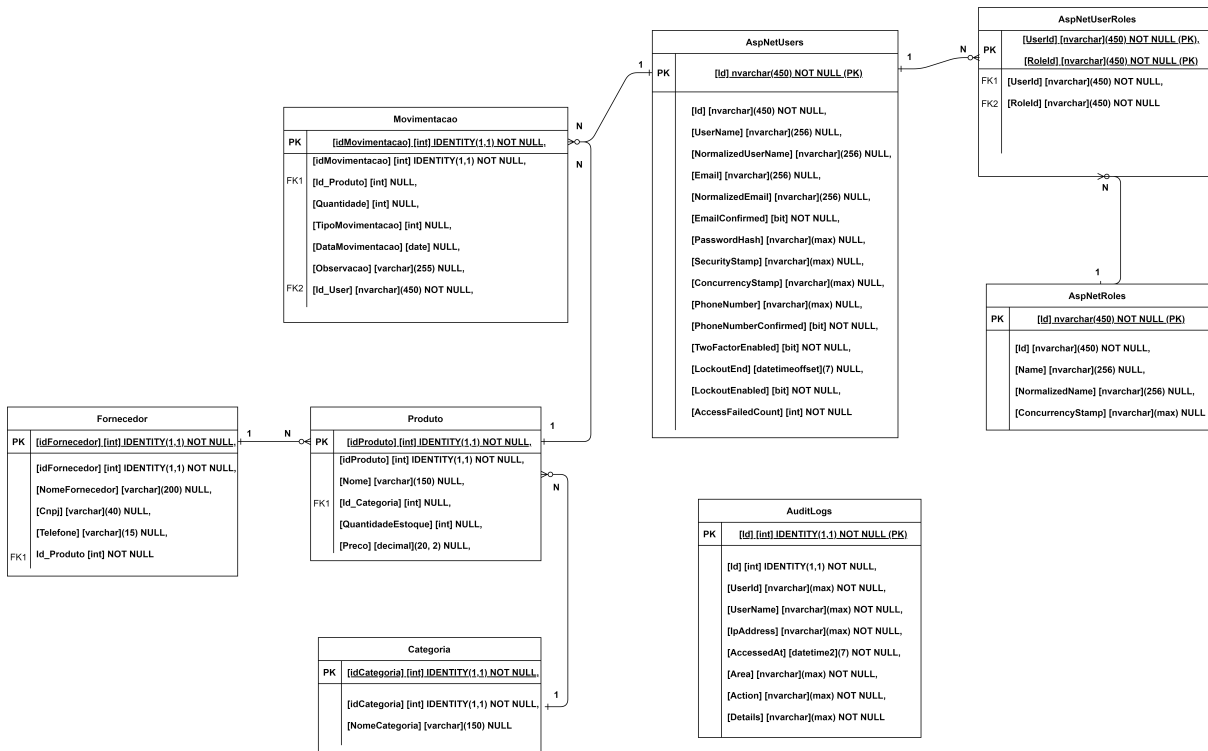 AspNetUserRoles
PK
[UserId] [nvarchar](450) NOT NULL (PK),
[RoleId] [nvarchar](450) NOT NULL (PK)
FK1 [UserId] [nvarchar](450) NOT NULL,
FK2 [RoleId] [nvarchar](450) NOT NULL
N
1
N
AspNetUsers
PK [Id] nvarchar(450) NOT NULL (PK)
[Id] [nvarchar](450) NOT NULL,
[UserName] [nvarchar](256) NULL,
[NormalizedUserName] [nvarchar](256) NULL,
[Email] [nvarchar](256) NULL,
[NormalizedEmail] [nvarchar](256) NULL,
[EmailConfirmed] [bit] NOT NULL,
[PasswordHash] [nvarchar](max) NULL,
[SecurityStamp] [nvarchar](max) NULL,
[ConcurrencyStamp] [nvarchar](max) NULL,
[PhoneNumber] [nvarchar](max) NULL,
[PhoneNumberConfirmed] [bit] NOT NULL,
[TwoFactorEnabled] [bit] NOT NULL,
[LockoutEnd] [datetimeoffset](7) NULL,
[LockoutEnabled] [bit] NOT NULL,
[AccessFailedCount] [int] NOT NULL
1
N
N
Movimentacao
PK [idMovimentacao] [int] IDENTITY(1,1) NOT NULL,
[idMovimentacao] [int] IDENTITY(1,1) NOT NULL,
FK1 [Id_Produto] [int] NULL,
[Quantidade] [int] NULL,
[TipoMovimentacao] [int] NULL,
[DataMovimentacao] [date] NULL,
[Observacao] [varchar](255) NULL,
FK2 [Id_User] [nvarchar](450) NOT NULL,
1
AspNetRoles
PK [Id] nvarchar(450) NOT NULL (PK)
[Id] [nvarchar](450) NOT NULL,
[Name] [nvarchar](256) NULL,
[NormalizedName] [nvarchar](256) NULL,
[ConcurrencyStamp] [nvarchar](max) NULL
Fornecedor
PK [idFornecedor] [int] IDENTITY(1,1) NOT NULL,
[idFornecedor] [int] IDENTITY(1,1) NOT NULL,
[NomeFornecedor] [varchar](200) NULL,
[Cnpj] [varchar](40) NULL,
[Telefone] [varchar](15) NULL,
FK1 Id_Produto [int] NOT NULL
1
N
Produto
PK [idProduto] [int] IDENTITY(1,1) NOT NULL,
[idProduto] [int] IDENTITY(1,1) NOT NULL,
[Nome] [varchar](150) NULL,
FK1 [Id_Categoria] [int] NULL,
[QuantidadeEstoque] [int] NULL,
[Preco] [decimal](20, 2) NULL,
1
N
AuditLogs
PK [Id] [int] IDENTITY(1,1) NOT NULL (PK)
[Id] [int] IDENTITY(1,1) NOT NULL,
[UserId] [nvarchar](max) NOT NULL,
[UserName] [nvarchar](max) NOT NULL,
[IpAddress] [nvarchar](max) NOT NULL,
[AccessedAt] [datetime2](7) NOT NULL,
[Area] [nvarchar](max) NOT NULL,
[Action] [nvarchar](max) NOT NULL,
[Details] [nvarchar](max) NOT NULL
Categoria
PK [idCategoria] [int] IDENTITY(1,1) NOT NULL,
[idCategoria] [int] IDENTITY(1,1) NOT NULL,
[NomeCategoria] [varchar](150) NULL
1